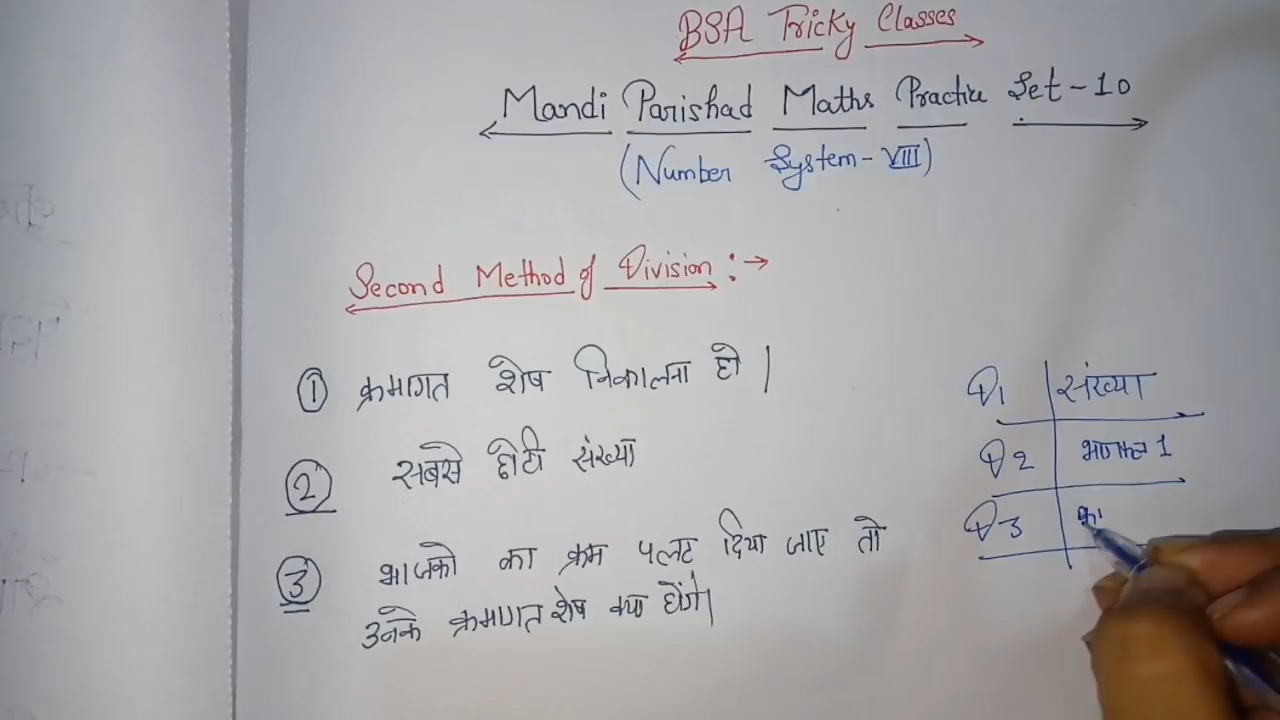 BSA Tricky Classes
Mandi Parishad Maths Practice Set-10
(Number System-VIII)
Second Method of Division :→
① क्रमागत शेष निकालना हो |
② सबसे छोटी संख्या
③ भाजको का क्रम पलट दिया जाए तो
उनके क्रमागत शेष क्या होंगे|
D1 | संख्या
D2 | भागफल 1
D3